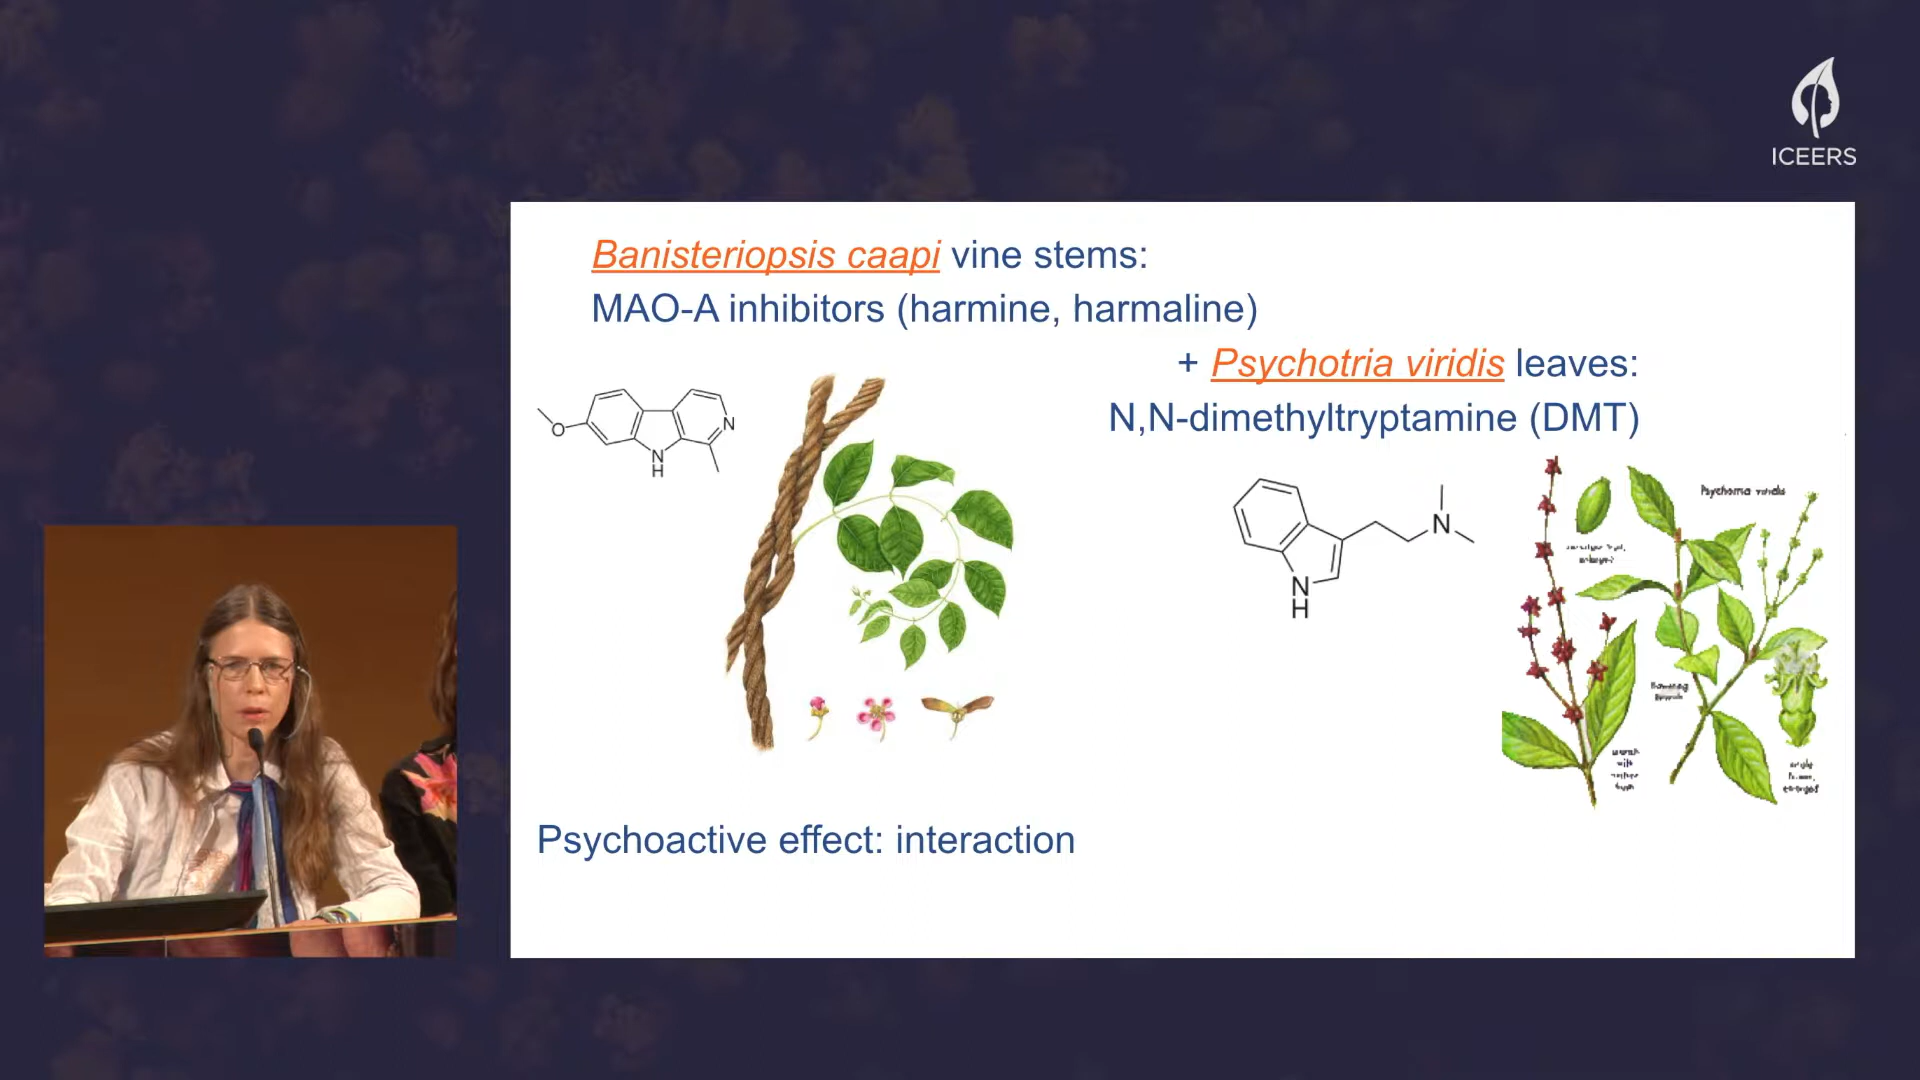 ICEERS
Banisteriopsis caapi vine stems:
MAO-A inhibitors (harmine, harmaline)
+ Psychotria viridis leaves:
N,N-dimethyltryptamine (DMT)
O
N
N
H
N
N
H
Psychotria viridis
Psychoactive effect: interaction